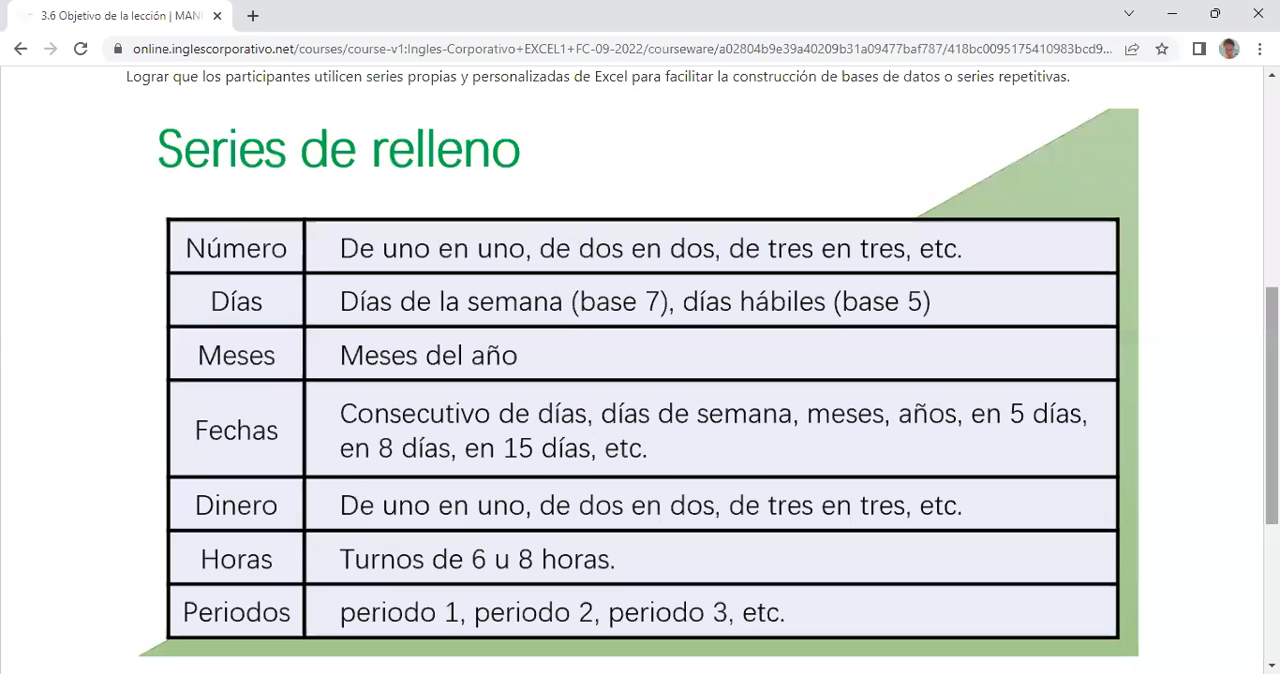 3.6 Objetivo de la lección | MAN
online.inglescorporativo.net/courses/course-v1:Ingles-Corporativo+EXCEL1+FC-09-2022/courseware/a02804b9e39a40209b31a09477baf787/418bc0095175410983bcd9...
Lograr que los participantes utilicen series propias y personalizadas de Excel para facilitar la construcción de bases de datos o series repetitivas.
Series de relleno
Número De uno en uno, de dos en dos, de tres en tres, etc.
Días Días de la semana (base 7), días hábiles (base 5)
Meses Meses del año
Fechas Consecutivo de días, días de semana, meses, años, en 5 días,
en 8 días, en 15 días, etc.
Dinero De uno en uno, de dos en dos, de tres en tres, etc.
Horas Turnos de 6 u 8 horas.
Periodos periodo 1, periodo 2, periodo 3, etc.